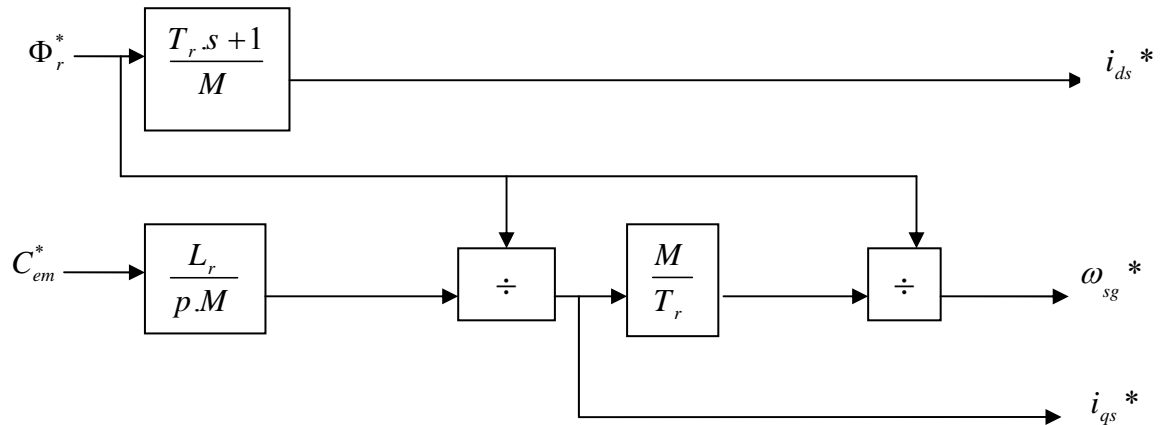 Φ_r^*
T_r.s+1
M
i_ds *
C_em^*
L_r
p.M
÷
M
T_r
÷
ω_sg *
i_qs *